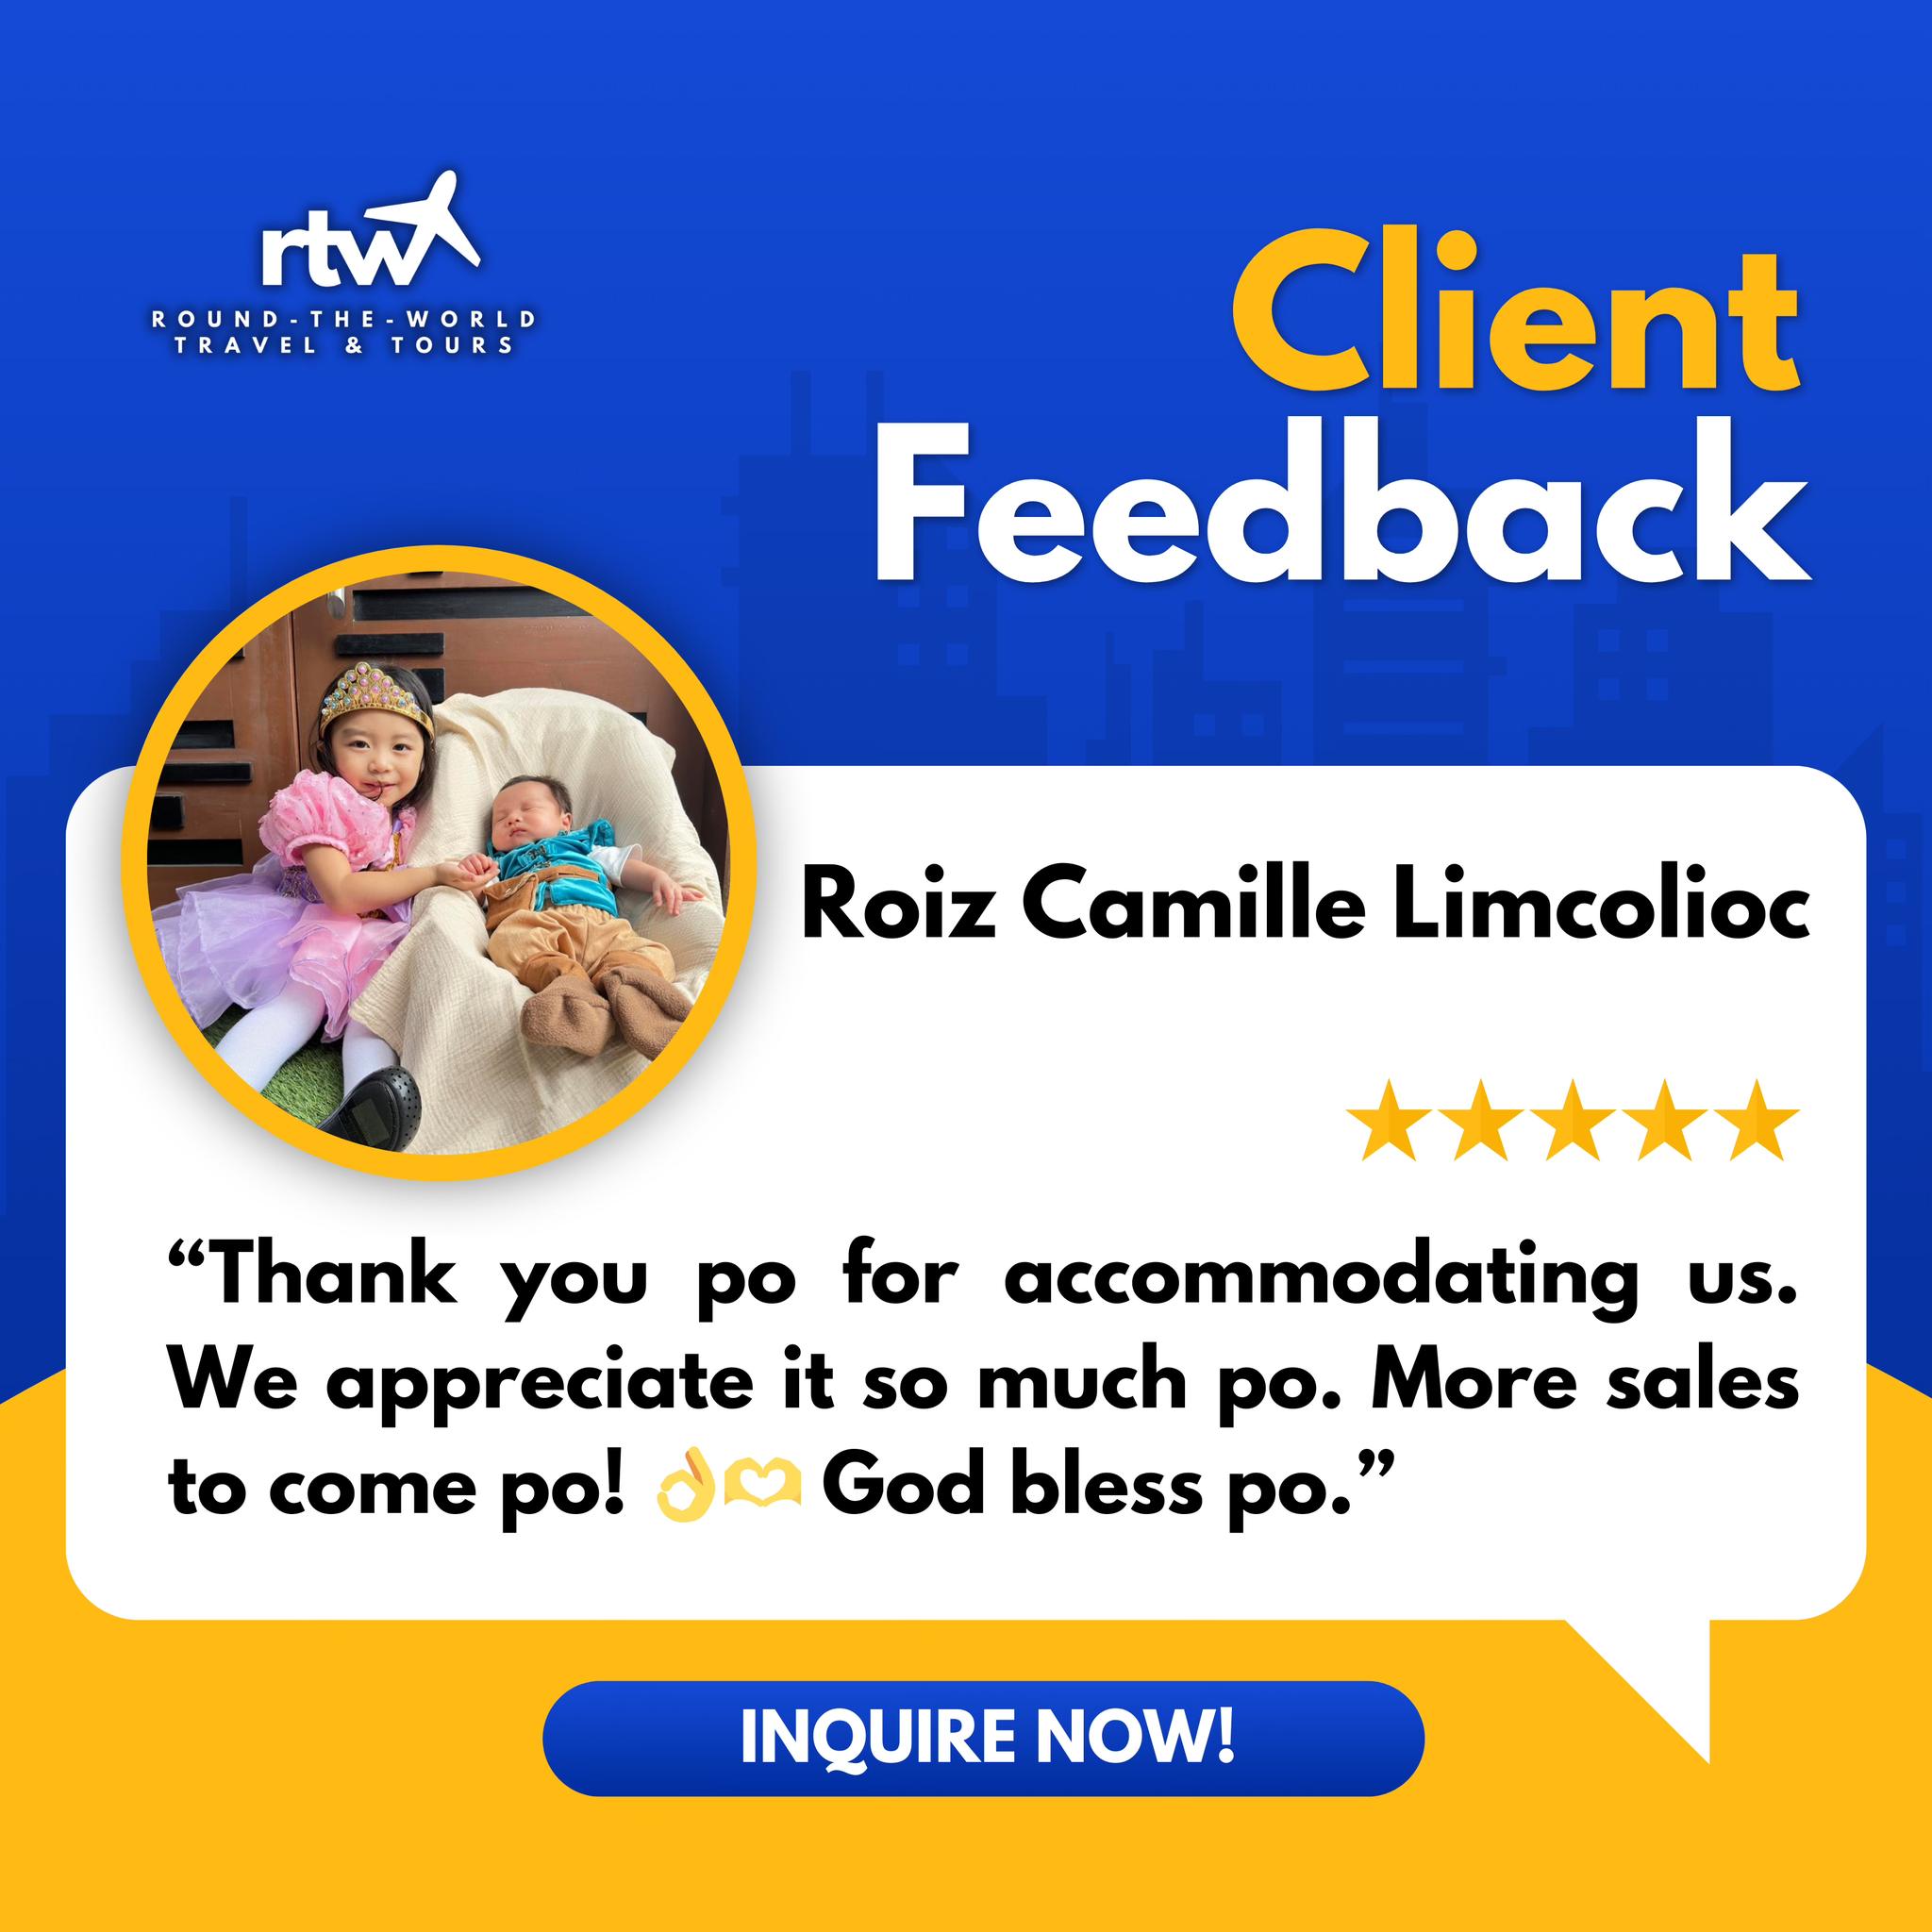 rtw
ROUND-THE-WORLD
TRAVEL & TOURS
Client
Feedback
Roiz Camille Limcolioc
“Thank you po for accommodating us.
We appreciate it so much po. More sales
to come po! 👌🫶 God bless po.”
INQUIRE NOW!